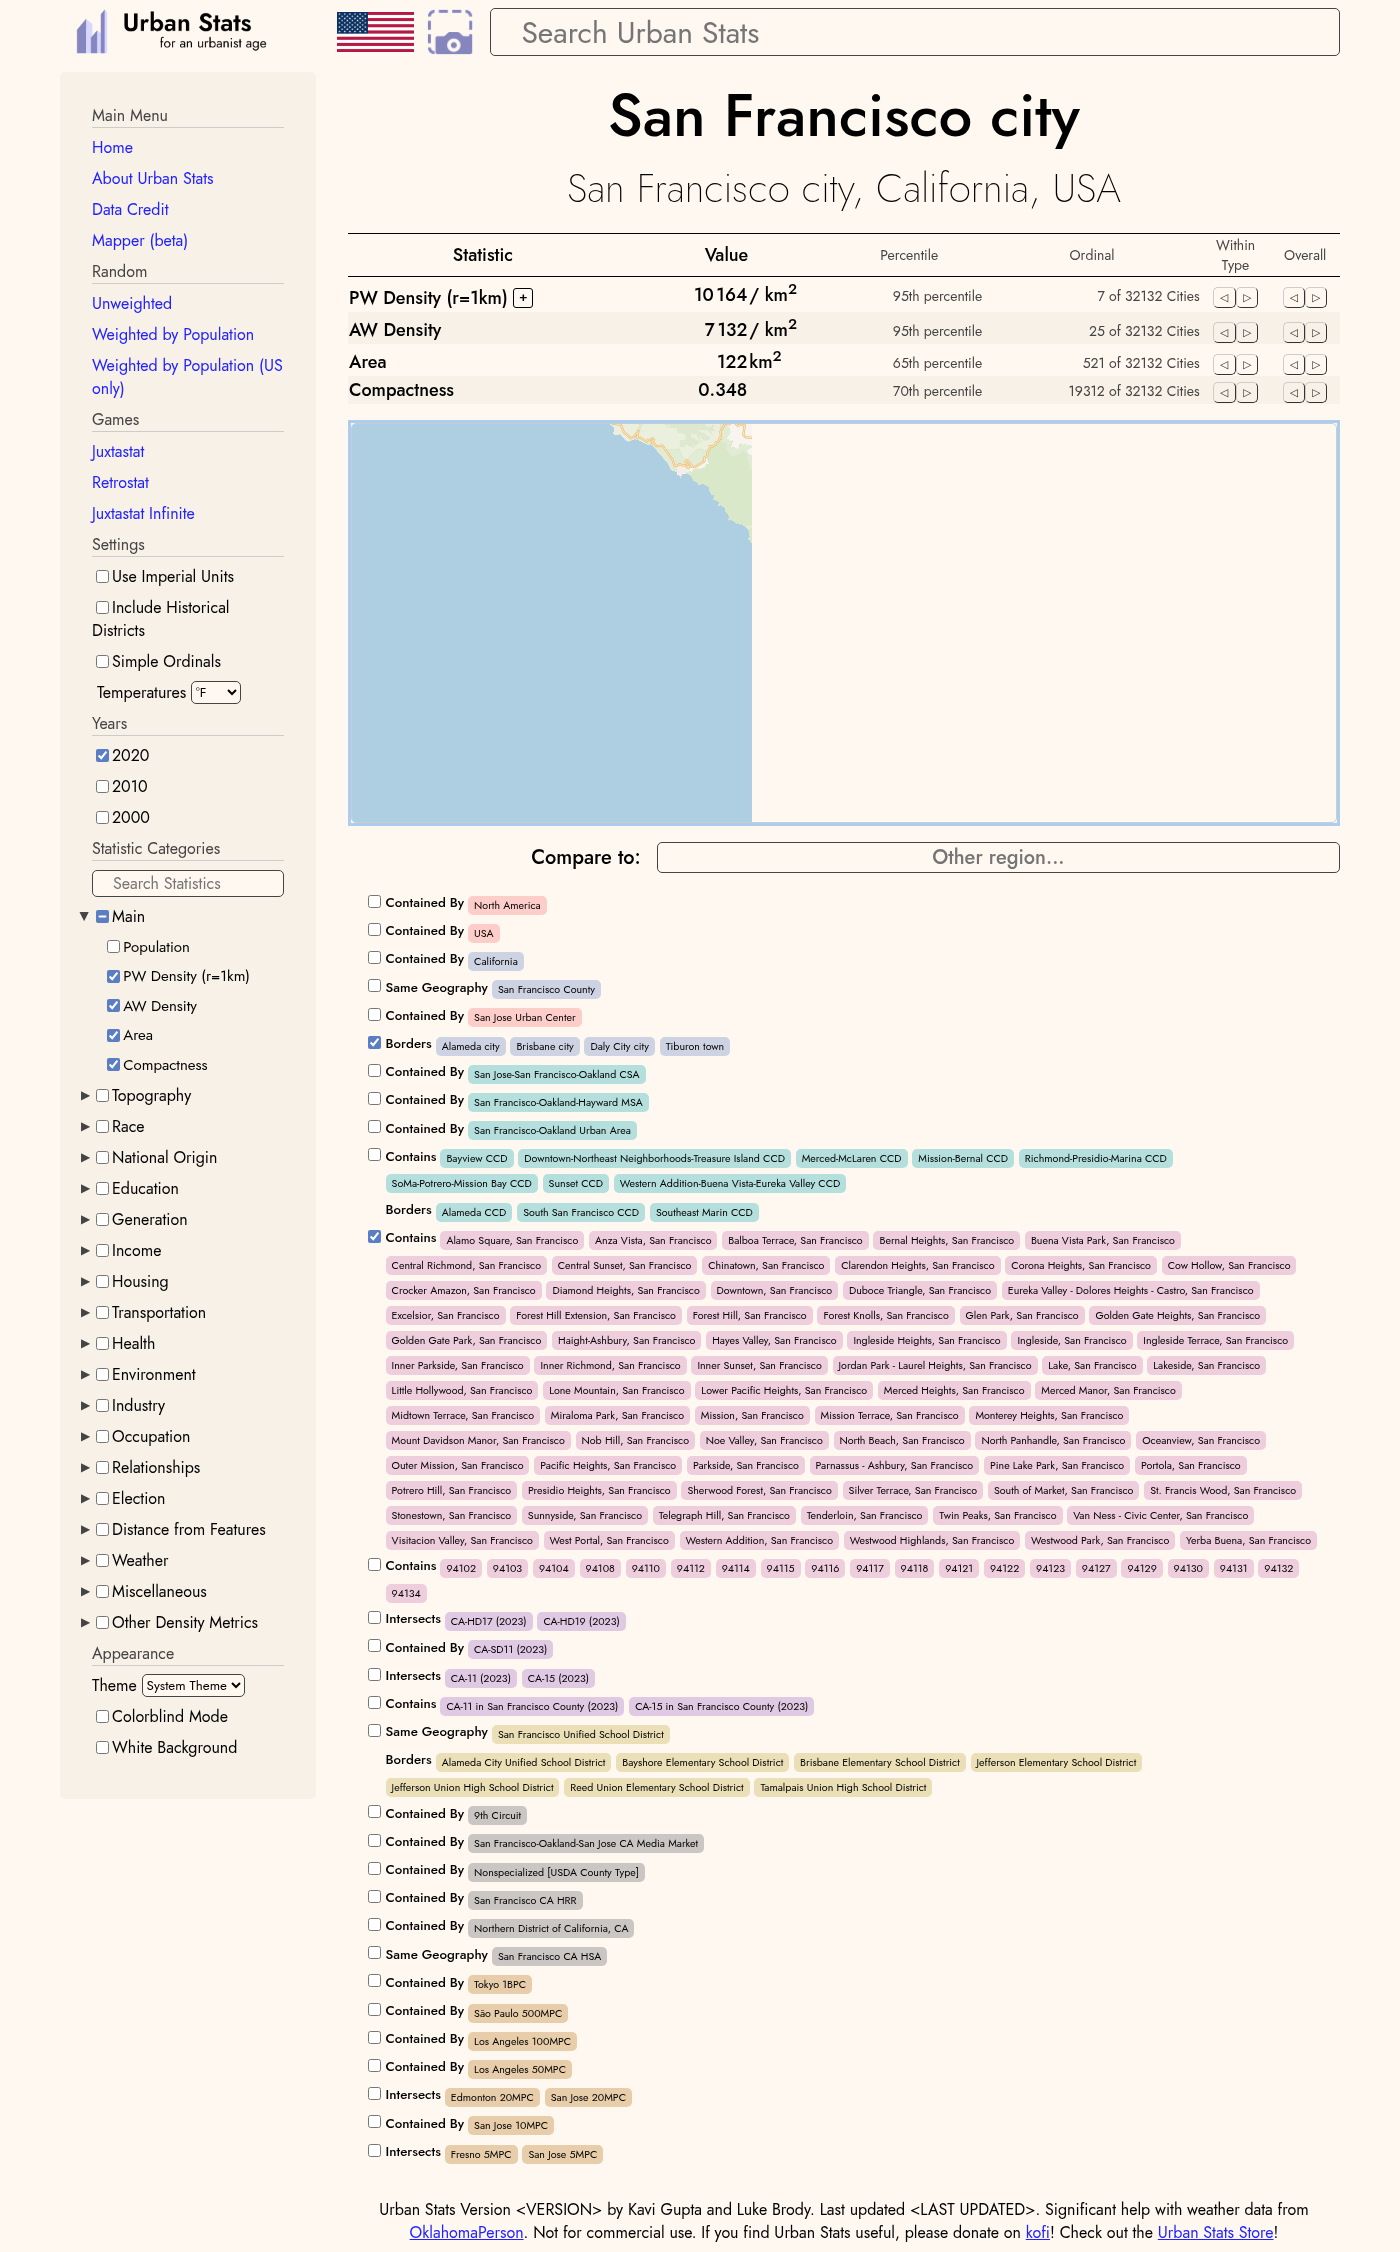 Urban Stats
for an urbanist age
Search Urban Stats
Main Menu
Home
About Urban Stats
Data Credit
Mapper (beta)
Random
Unweighted
Weighted by Population
Weighted by Population (US
only)
Games
Juxtastat
Retrostat
Juxtastat Infinite
Settings
Use Imperial Units
Include Historical
Districts
Simple Ordinals
Temperatures °F
Years
2020
2010
2000
Statistic Categories
Search Statistics
Main
Population
PW Density (r=1km)
AW Density
Area
Compactness
Topography
Race
National Origin
Education
Generation
Income
Housing
Transportation
Health
Environment
Industry
Occupation
Relationships
Election
Distance from Features
Weather
Miscellaneous
Other Density Metrics
Appearance
Theme System Theme
Colorblind Mode
White Background
San Francisco city
San Francisco city, California, USA
Statistic Value Percentile Ordinal Within Type Overall
PW Density (r=1km) + 10 164 / km² 95th percentile 7 of 32132 Cities
AW Density 7 132 / km² 95th percentile 25 of 32132 Cities
Area 122 km² 65th percentile 521 of 32132 Cities
Compactness 0.348 70th percentile 19312 of 32132 Cities
Compare to: Other region...
Contained By North America
Contained By USA
Contained By California
Same Geography San Francisco County
Contained By San Jose Urban Center
Borders Alameda city Brisbane city Daly City city Tiburon town
Contained By San Jose-San Francisco-Oakland CSA
Contained By San Francisco-Oakland-Hayward MSA
Contained By San Francisco-Oakland Urban Area
Contains Bayview CCD Downtown-Northeast Neighborhoods-Treasure Island CCD Merced-McLaren CCD Mission-Bernal CCD Richmond-Presidio-Marina CCD
SoMa-Potrero-Mission Bay CCD Sunset CCD Western Addition-Buena Vista-Eureka Valley CCD
Borders Alameda CCD South San Francisco CCD Southeast Marin CCD
Contains Alamo Square, San Francisco Anza Vista, San Francisco Balboa Terrace, San Francisco Bernal Heights, San Francisco Buena Vista Park, San Francisco
Central Richmond, San Francisco Central Sunset, San Francisco Chinatown, San Francisco Clarendon Heights, San Francisco Corona Heights, San Francisco Cow Hollow, San Francisco
Crocker Amazon, San Francisco Diamond Heights, San Francisco Downtown, San Francisco Duboce Triangle, San Francisco Eureka Valley - Dolores Heights - Castro, San Francisco
Excelsior, San Francisco Forest Hill Extension, San Francisco Forest Hill, San Francisco Forest Knolls, San Francisco Glen Park, San Francisco Golden Gate Heights, San Francisco
Golden Gate Park, San Francisco Haight-Ashbury, San Francisco Hayes Valley, San Francisco Ingleside Heights, San Francisco Ingleside, San Francisco Ingleside Terrace, San Francisco
Inner Parkside, San Francisco Inner Richmond, San Francisco Inner Sunset, San Francisco Jordan Park - Laurel Heights, San Francisco Lake, San Francisco Lakeside, San Francisco
Little Hollywood, San Francisco Lone Mountain, San Francisco Lower Pacific Heights, San Francisco Merced Heights, San Francisco Merced Manor, San Francisco
Midtown Terrace, San Francisco Miraloma Park, San Francisco Mission, San Francisco Mission Terrace, San Francisco Monterey Heights, San Francisco
Mount Davidson Manor, San Francisco Nob Hill, San Francisco Noe Valley, San Francisco North Beach, San Francisco North Panhandle, San Francisco Oceanview, San Francisco
Outer Mission, San Francisco Pacific Heights, San Francisco Parkside, San Francisco Parnassus - Ashbury, San Francisco Pine Lake Park, San Francisco Portola, San Francisco
Potrero Hill, San Francisco Presidio Heights, San Francisco Sherwood Forest, San Francisco Silver Terrace, San Francisco South of Market, San Francisco St. Francis Wood, San Francisco
Stonestown, San Francisco Sunnyside, San Francisco Telegraph Hill, San Francisco Tenderloin, San Francisco Twin Peaks, San Francisco Van Ness - Civic Center, San Francisco
Visitacion Valley, San Francisco West Portal, San Francisco Western Addition, San Francisco Westwood Highlands, San Francisco Westwood Park, San Francisco Yerba Buena, San Francisco
Contains 94102 94103 94104 94108 94110 94112 94114 94115 94116 94117 94118 94121 94122 94123 94127 94129 94130 94131 94132
94134
Intersects CA-HD17 (2023) CA-HD19 (2023)
Contained By CA-SD11 (2023)
Intersects CA-11 (2023) CA-15 (2023)
Contains CA-11 in San Francisco County (2023) CA-15 in San Francisco County (2023)
Same Geography San Francisco Unified School District
Borders Alameda City Unified School District Bayshore Elementary School District Brisbane Elementary School District Jefferson Elementary School District
Jefferson Union High School District Reed Union Elementary School District Tamalpais Union High School District
Contained By 9th Circuit
Contained By San Francisco-Oakland-San Jose CA Media Market
Contained By Nonspecialized [USDA County Type]
Contained By San Francisco CA HRR
Contained By Northern District of California, CA
Same Geography San Francisco CA HSA
Contained By Tokyo 1BPC
Contained By São Paulo 500MPC
Contained By Los Angeles 100MPC
Contained By Los Angeles 50MPC
Intersects Edmonton 20MPC San Jose 20MPC
Contained By San Jose 10MPC
Intersects Fresno 5MPC San Jose 5MPC
Urban Stats Version <VERSION> by Kavi Gupta and Luke Brody. Last updated <LAST UPDATED>. Significant help with weather data from
OklahomaPerson. Not for commercial use. If you find Urban Stats useful, please donate on kofi! Check out the Urban Stats Store!